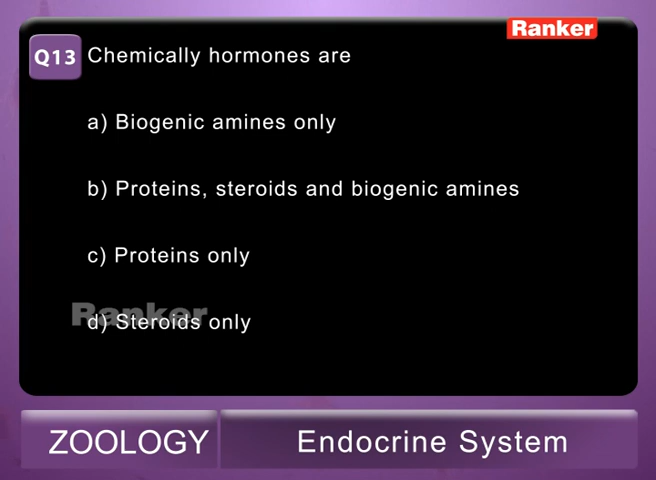 Ranker
Q13 Chemically hormones are
a) Biogenic amines only
b) Proteins, steroids and biogenic amines
c) Proteins only
Ranker
d) Steroids only
ZOOLOGY Endocrine System